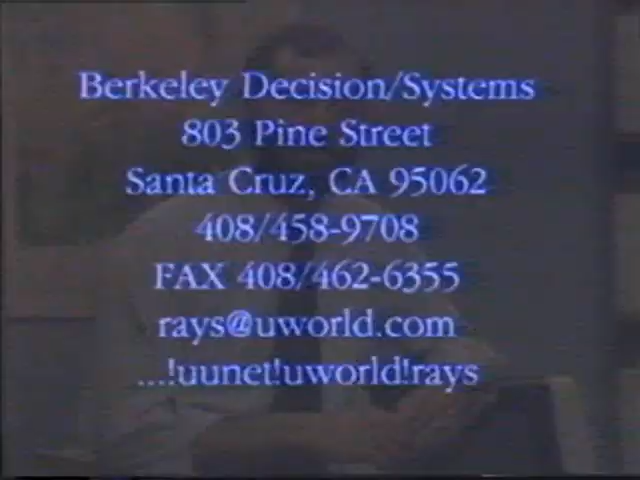 Berkeley Decision/Systems
803 Pine Street
Santa Cruz, CA 95062
408/458-9708
FAX 408/462-6355
rays@uworld.com
...!uunet!uworld!rays